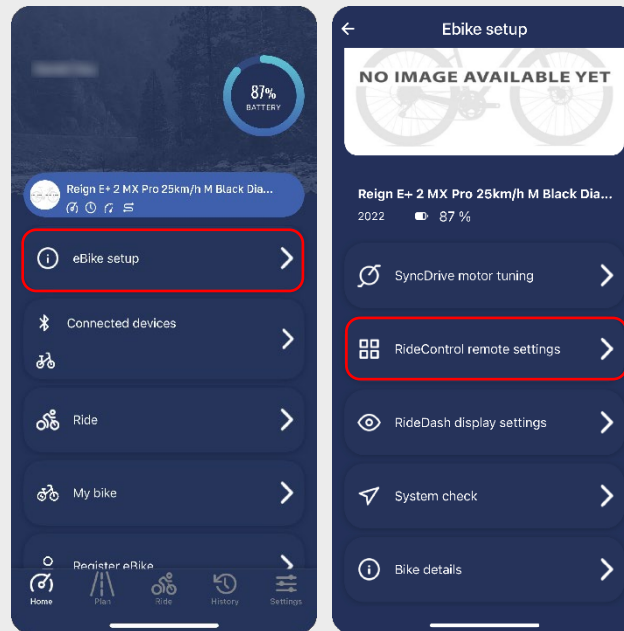 87%
BATTERY
Reign E+ 2 MX Pro 25km/h M Black Dia...
eBike setup
Connected devices
Ride
My bike
Register eBike
Home
Plan
Ride
History
Settings
Ebike setup
NO IMAGE AVAILABLE YET
Reign E+ 2 MX Pro 25km/h M Black Dia...
2022 87 %
SyncDrive motor tuning
RideControl remote settings
RideDash display settings
System check
Bike details